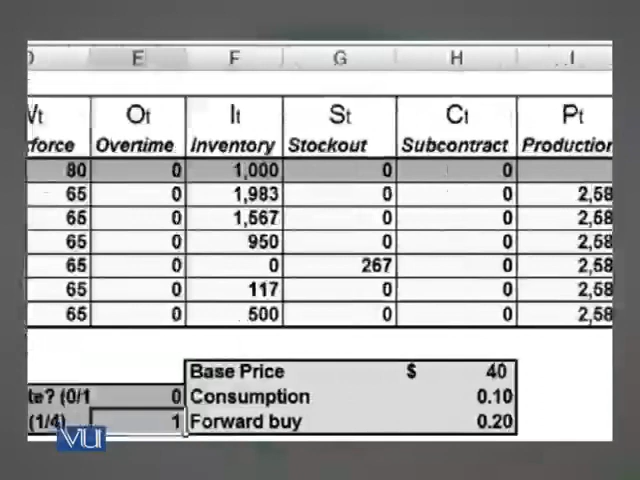 E F G H I
Wt Ot It St Ct Pt
rforce Overtime Inventory Stockout Subcontract Production
80 0 1,000 0 0
65 0 1,983 0 0 2,58
65 0 1,567 0 0 2,58
65 0 950 0 0 2,58
65 0 0 267 0 2,58
65 0 117 0 0 2,58
65 0 500 0 0 2,58
Base Price $ 40
te? (0/1 0 Consumption 0.10
(1/4) 1 Forward buy 0.20
VU